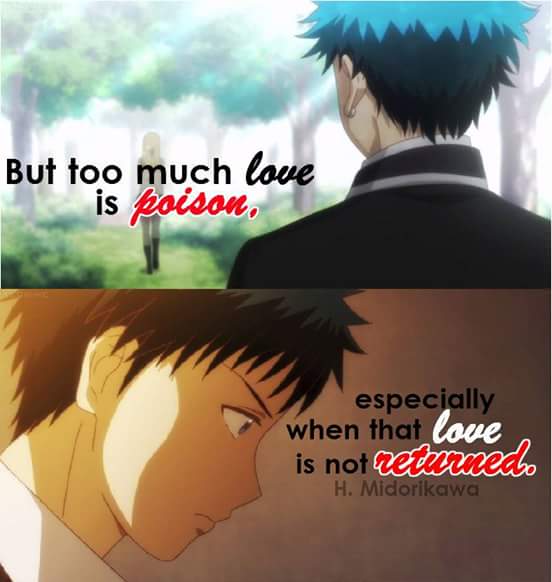 But too much love
is poison,
especially
when that love
is not returned.
H. Midorikawa